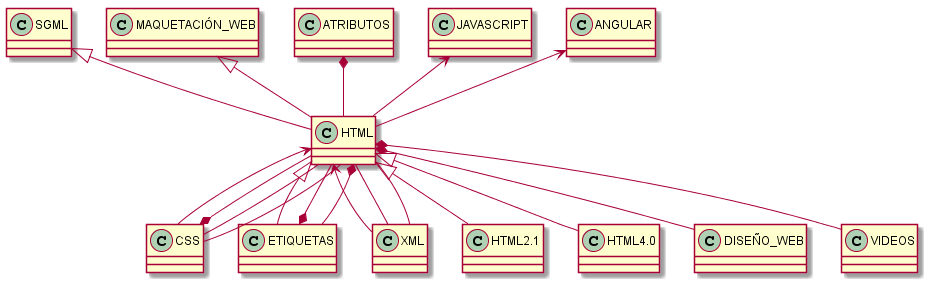 C SGML
C MAQUETACIÓN_WEB
C ATRIBUTOS
C JAVASCRIPT
C ANGULAR
C HTML
C CSS
C ETIQUETAS
C XML
C HTML2.1
C HTML4.0
C DISEÑO_WEB
C VIDEOS